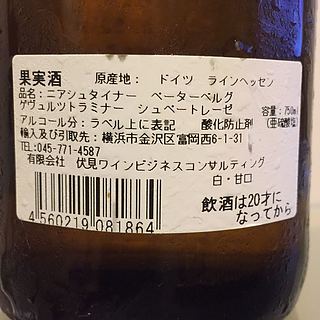 果実酒　原産地：　ドイツ　ラインヘッセン
品名：ニアシュタイナー　ペーターベルグ
ゲヴュルツトラミナー　シュペートレーゼ
容量：750ml
アルコール分：ラベル上に表記　酸化防止剤（亜硫酸塩）
輸入及び引取先：横浜市金沢区富岡西6-1-31
TEL:045-771-4587
有限会社　伏見ワインビジネスコンサルティング
白・甘口
4560219081864
飲酒は20才に
なってから